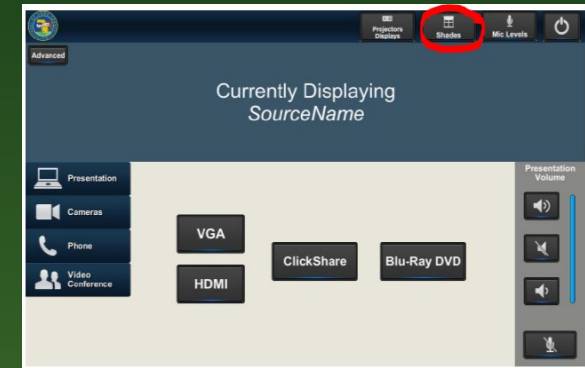 Projectors
Displays
Shades
Mic Levels
Advanced
Currently Displaying
SourceName
Presentation
Cameras
Phone
Video
Conference
VGA
HDMI
ClickShare
Blu-Ray DVD
Presentation
Volume